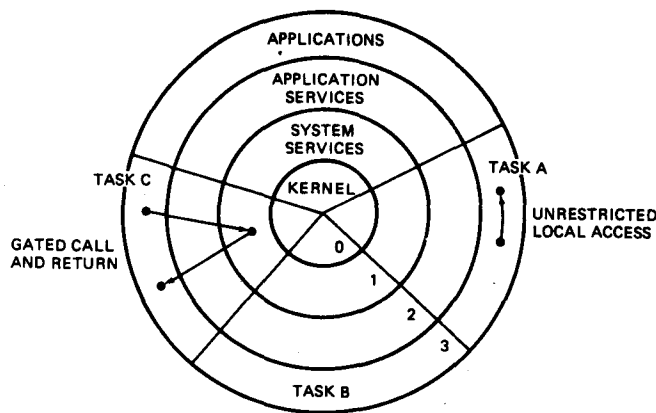 APPLICATIONS
APPLICATION
SERVICES
SYSTEM
SERVICES
KERNEL
TASK A
UNRESTRICTED
LOCAL ACCESS
TASK C
GATED CALL
AND RETURN
0
1
2
3
TASK B